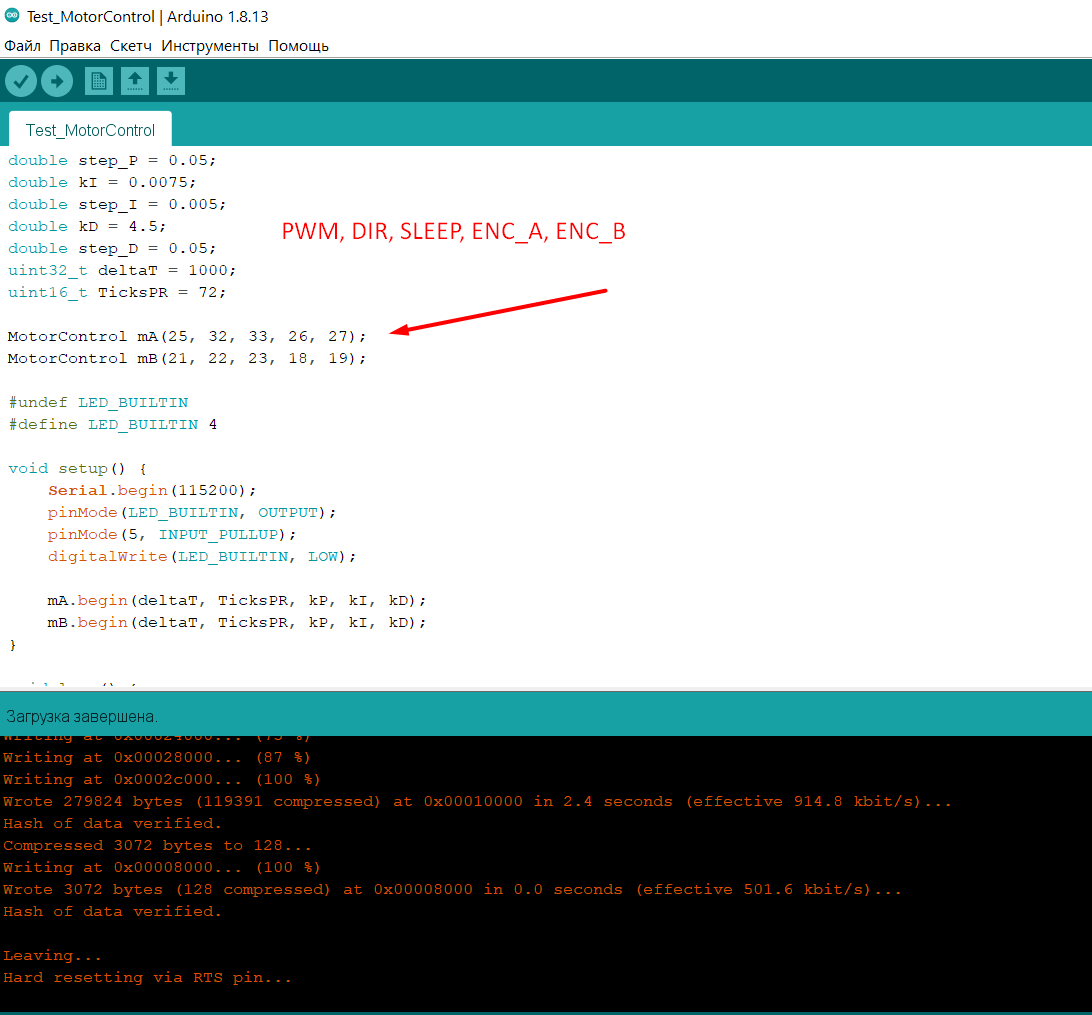 Test_MotorControl | Arduino 1.8.13
Файл Правка Скетч Инструменты Помощь
Test_MotorControl
double step_P = 0.05;
double kI = 0.0075;
double step_I = 0.005;
double kD = 4.5;
PWM, DIR, SLEEP, ENC_A, ENC_B
double step_D = 0.05;
uint32_t deltaT = 1000;
uint16_t TicksPR = 72;
MotorControl mA(25, 32, 33, 26, 27);
MotorControl mB(21, 22, 23, 18, 19);
#undef LED_BUILTIN
#define LED_BUILTIN 4
void setup() {
Serial.begin(115200);
pinMode(LED_BUILTIN, OUTPUT);
pinMode(5, INPUT_PULLUP);
digitalWrite(LED_BUILTIN, LOW);
mA.begin(deltaT, TicksPR, kP, kI, kD);
mB.begin(deltaT, TicksPR, kP, kI, kD);
}
Загрузка завершена.
Writing at 0x00024000... (75 %)
Writing at 0x00028000... (87 %)
Writing at 0x0002c000... (100 %)
Wrote 279824 bytes (119391 compressed) at 0x00010000 in 2.4 seconds (effective 914.8 kbit/s)...
Hash of data verified.
Compressed 3072 bytes to 128...
Writing at 0x00008000... (100 %)
Wrote 3072 bytes (128 compressed) at 0x00008000 in 0.0 seconds (effective 501.6 kbit/s)...
Hash of data verified.
Leaving...
Hard resetting via RTS pin...